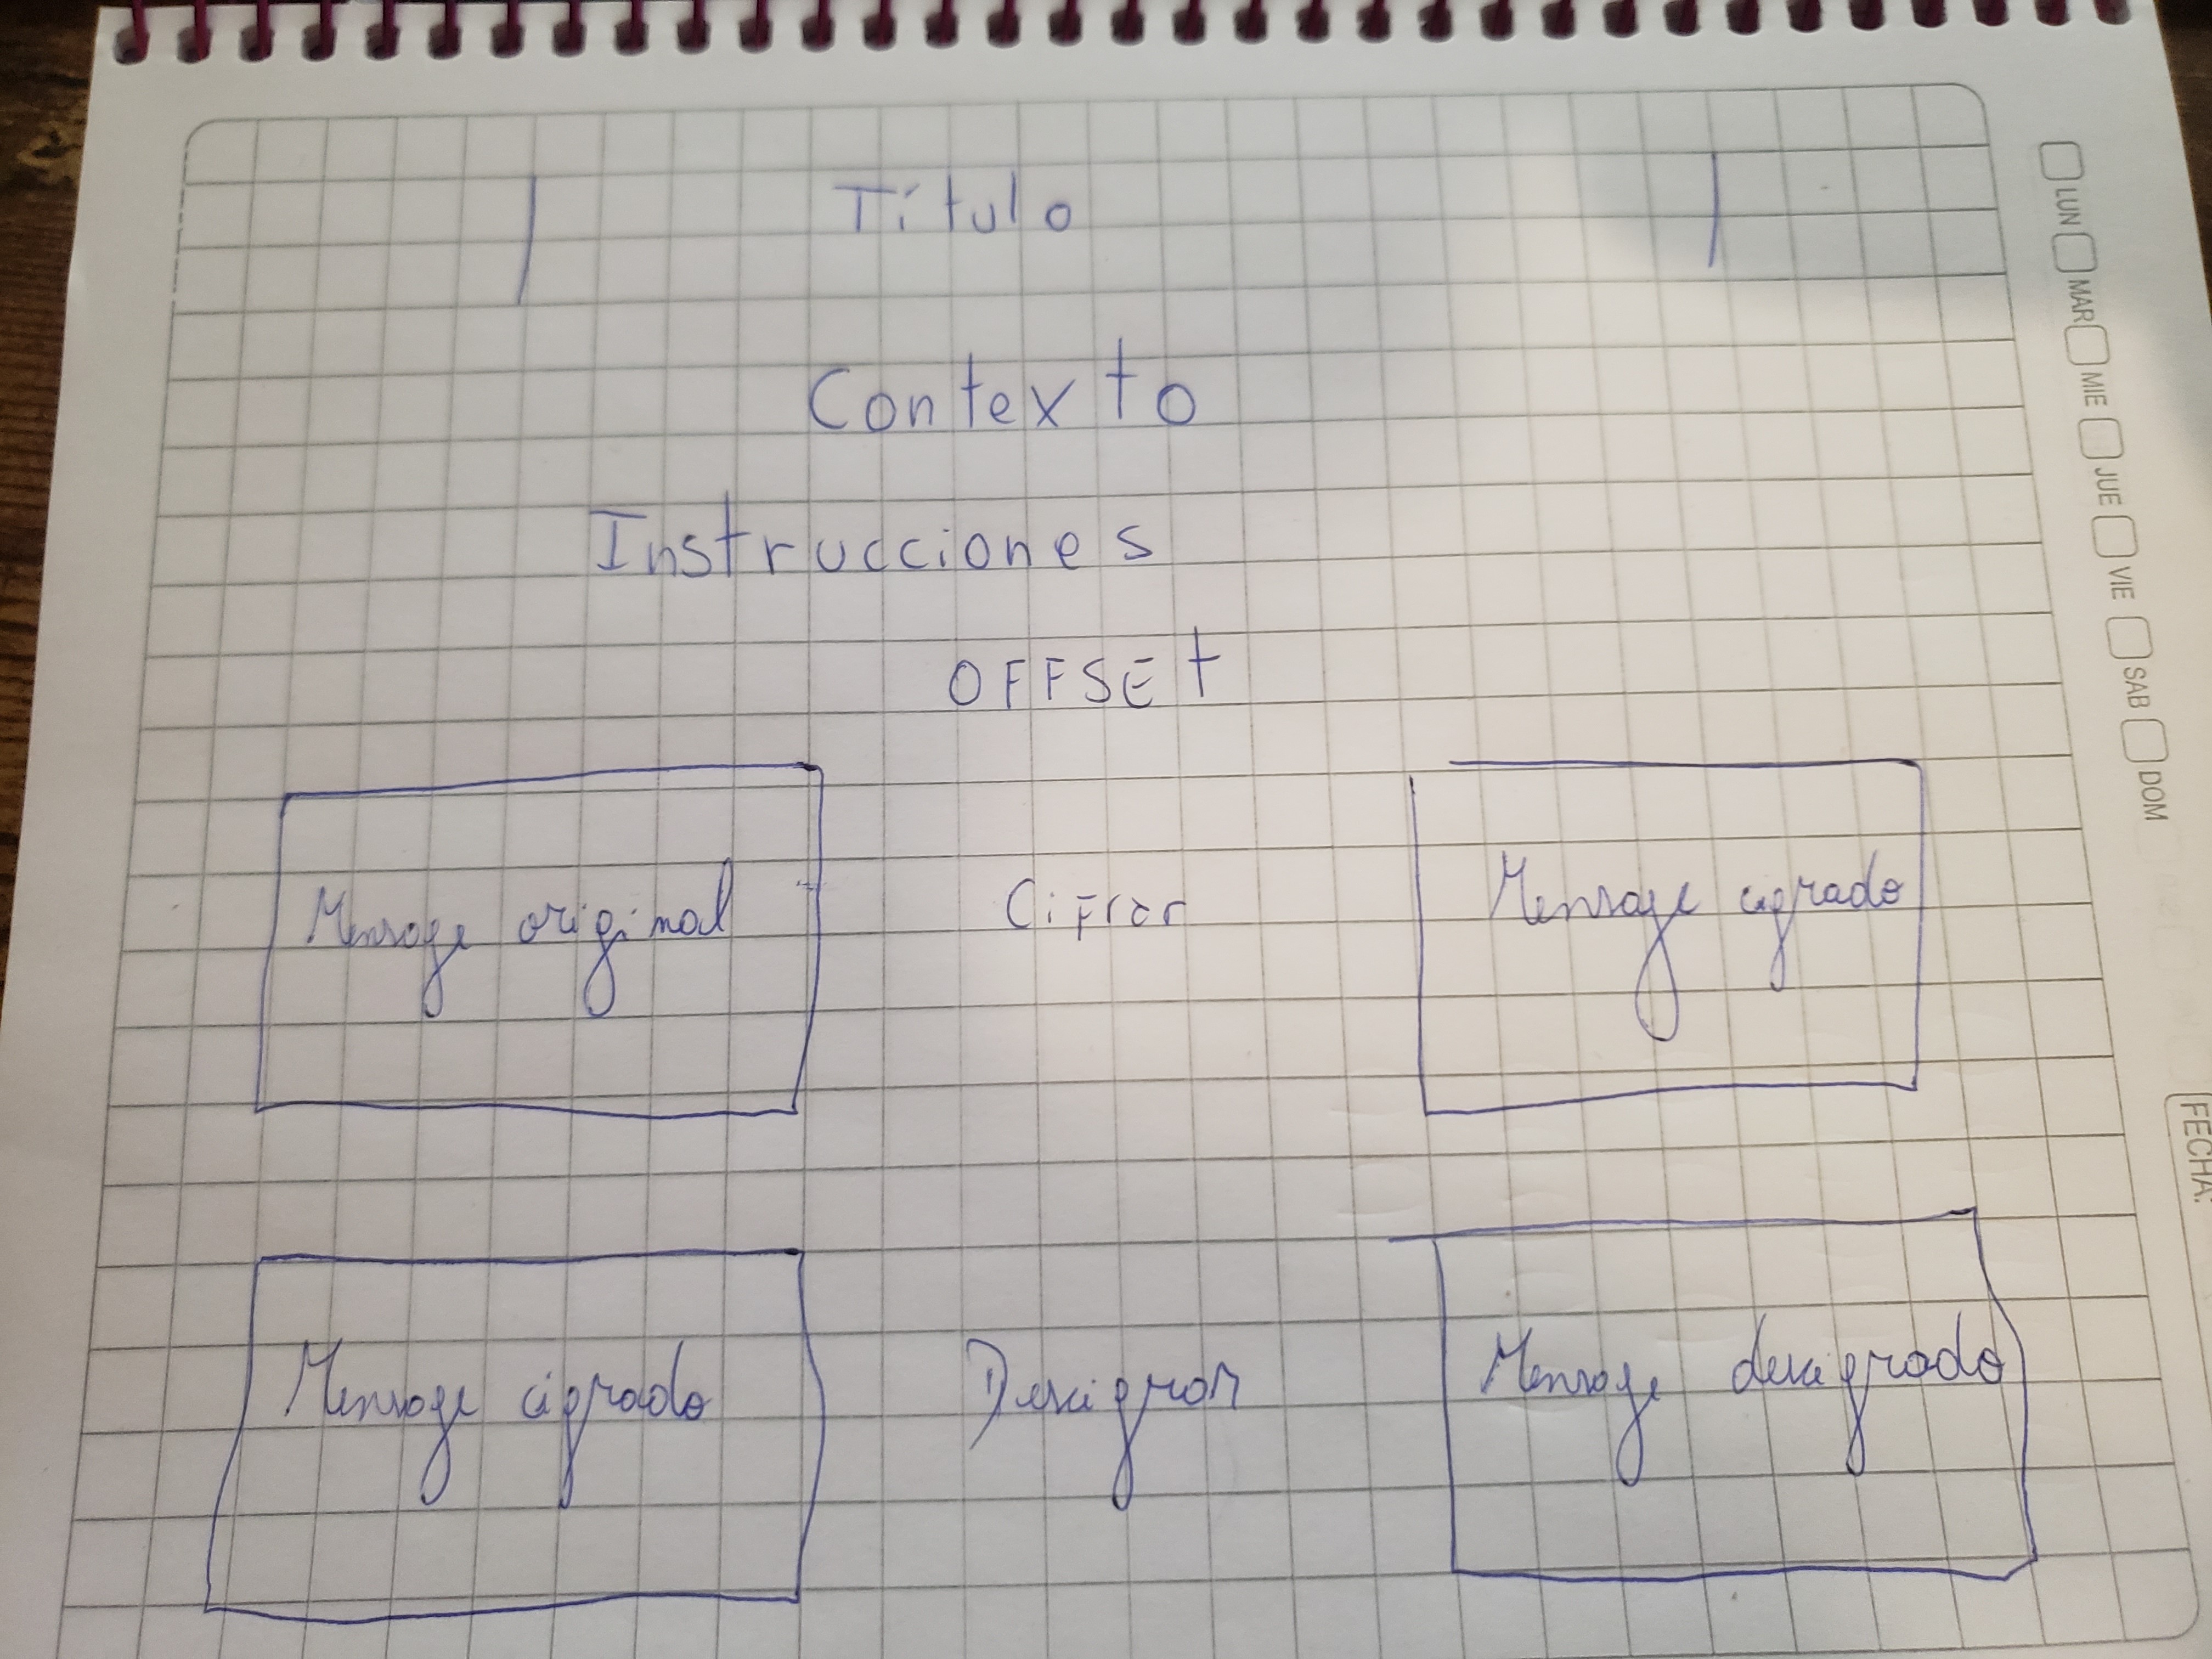 Título
Contexto
Instrucciones
OFFSET
Mensaje original
Cifrar
Mensaje cifrado
Mensaje cifrado
Descifrar
Mensaje descifrado
LUN MAR MIE JUE VIE SAB DOM
FECHA: